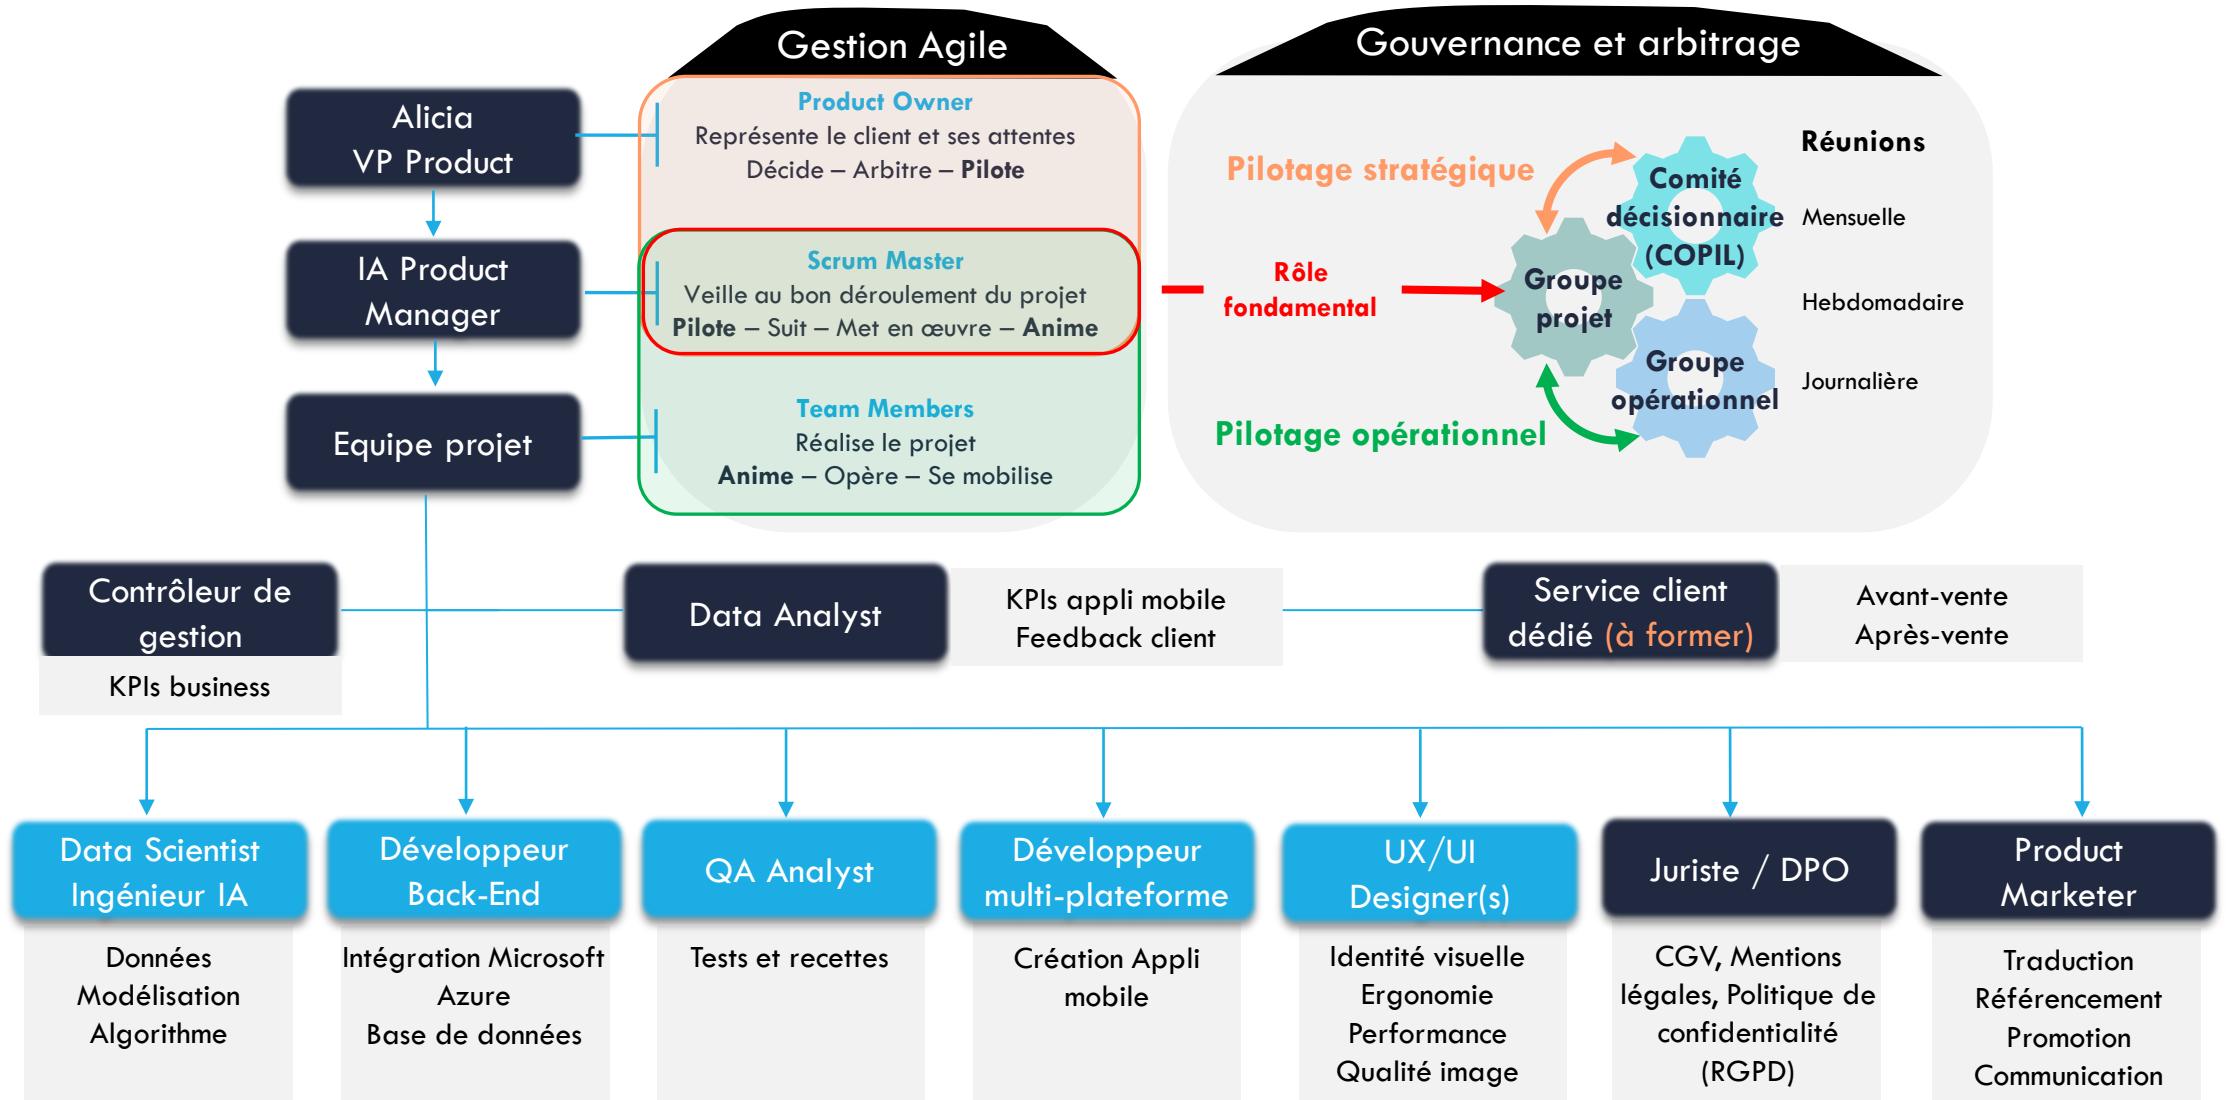 Gestion Agile
Gouvernance et arbitrage
Alicia
VP Product
Product Owner
Représente le client et ses attentes
Décide – Arbitre – Pilote
IA Product
Manager
Scrum Master
Veille au bon déroulement du projet
Pilote – Suit – Met en œuvre – Anime
Equipe projet
Team Members
Réalise le projet
Anime – Opère – Se mobilise
Pilotage stratégique
Rôle
fondamental
Pilotage opérationnel
Comité
décisionnaire
(COPIL)
Groupe
projet
Groupe
opérationnel
Réunions
Mensuelle
Hebdomadaire
Journalière
Contrôleur de
gestion
KPIs business
Data Analyst
KPIs appli mobile
Feedback client
Service client
dédié (à former)
Avant-vente
Après-vente
Data Scientist
Ingénieur IA
Données
Modélisation
Algorithme
Développeur
Back-End
Intégration Microsoft
Azure
Base de données
QA Analyst
Tests et recettes
Développeur
multi-plateforme
Création Appli
mobile
UX/UI
Designer(s)
Identité visuelle
Ergonomie
Performance
Qualité image
Juriste / DPO
CGV, Mentions
légales, Politique de
confidentialité
(RGPD)
Product
Marketer
Traduction
Référencement
Promotion
Communication